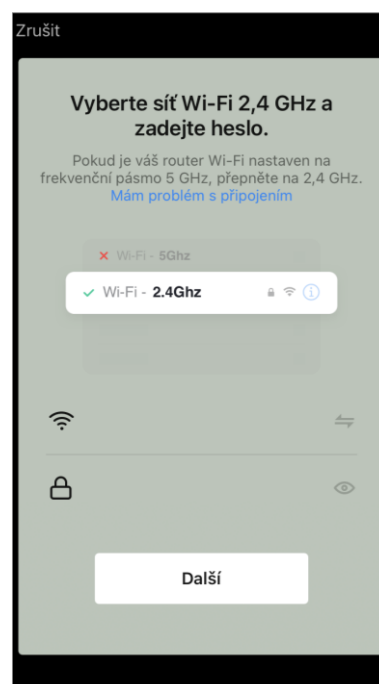 Zrušit
Vyberte síť Wi-Fi 2,4 GHz a
zadejte heslo.
Pokud je váš router Wi-Fi nastaven na
frekvenční pásmo 5 GHz, přepněte na 2,4 GHz.
Mám problém s připojením
Wi-Fi - 5Ghz
Wi-Fi - 2.4Ghz
Další